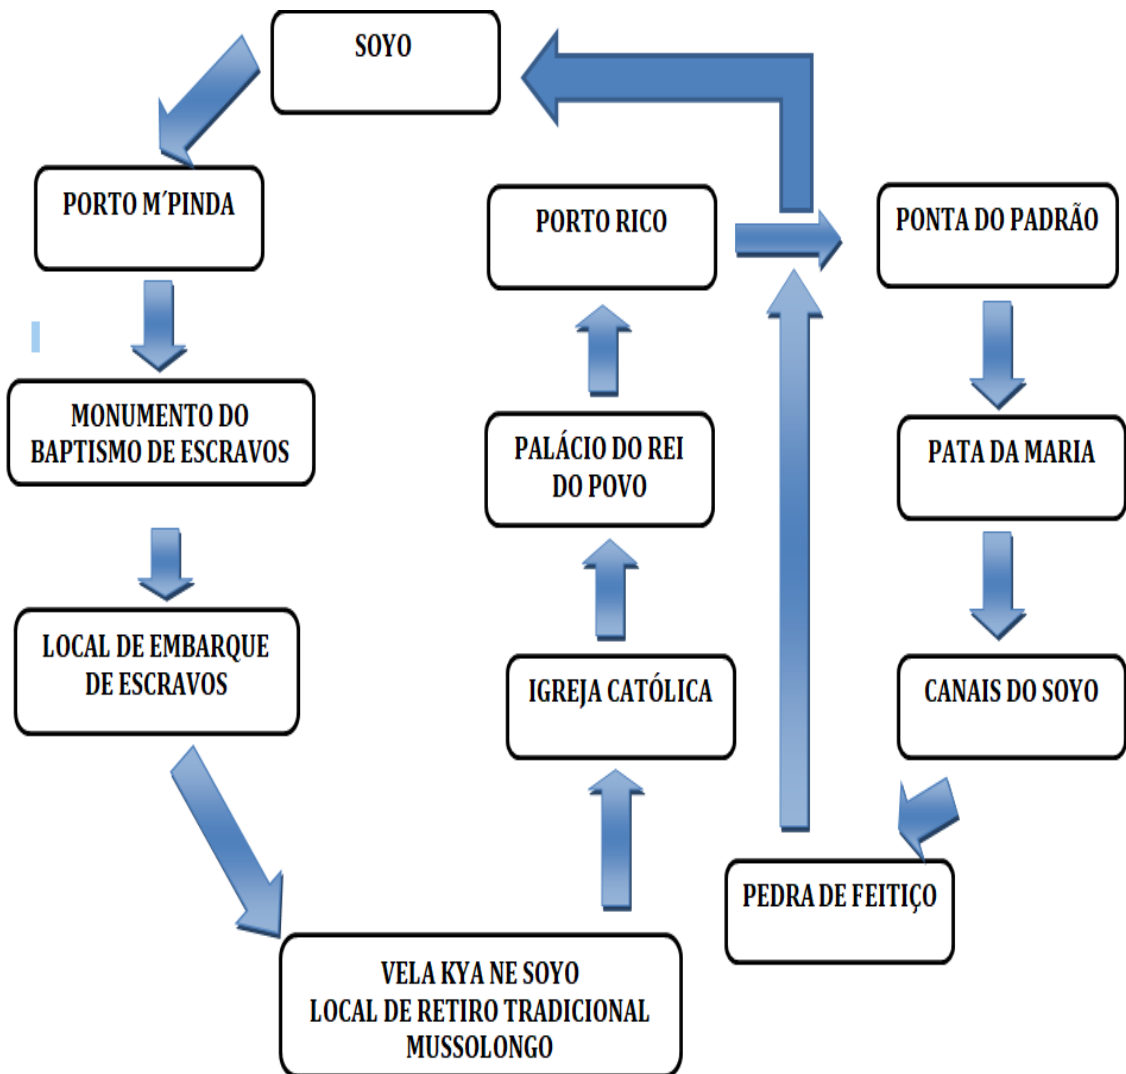 SOYO
PORTO M´PINDA
MONUMENTO DO
BAPTISMO DE ESCRAVOS
LOCAL DE EMBARQUE
DE ESCRAVOS
VELA KYA NE SOYO
LOCAL DE RETIRO TRADICIONAL
MUSSOLONGO
IGREJA CATÓLICA
PALÁCIO DO REI
DO POVO
PORTO RICO
PONTA DO PADRÃO
PATA DA MARIA
CANAIS DO SOYO
PEDRA DE FEITIÇO